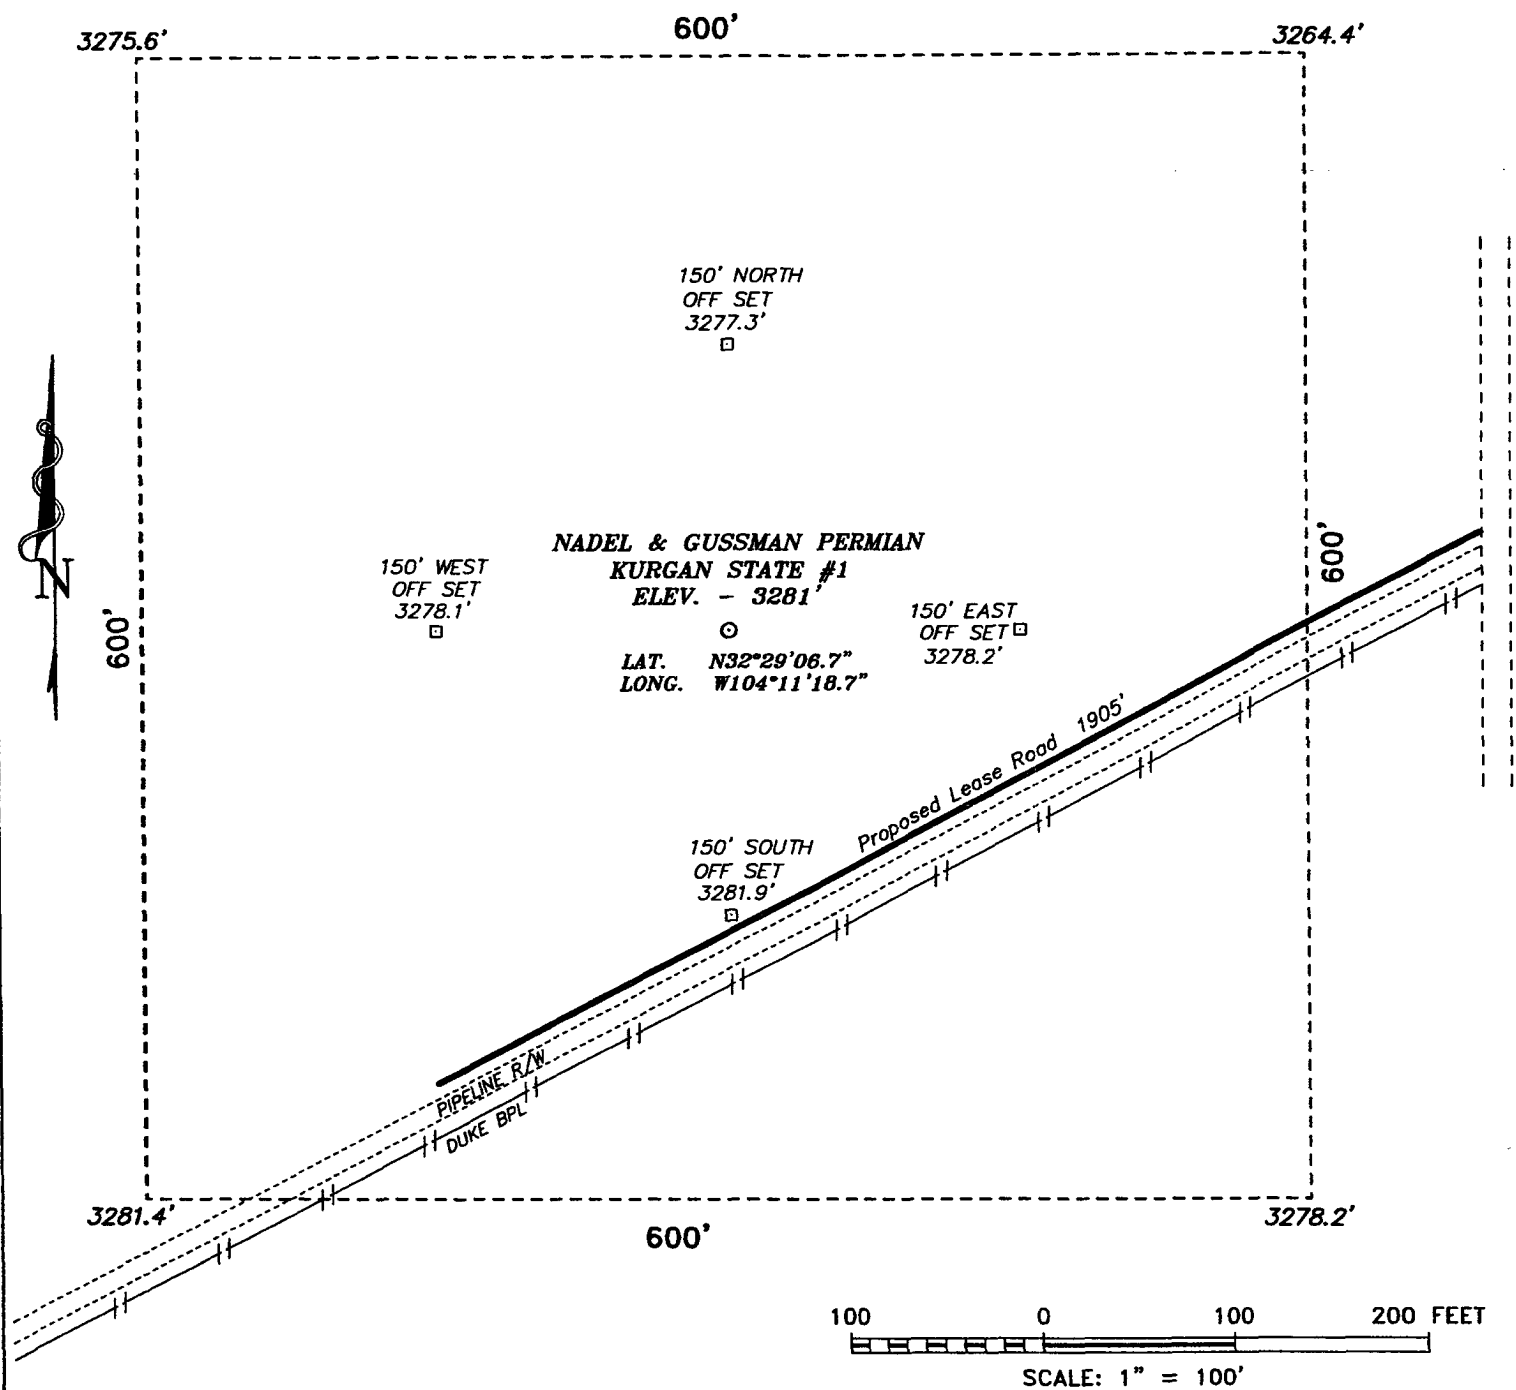 600'
3275.6'
3264.4'
150' NORTH
OFF SET
3277.3'
N
NADEL & GUSSMAN PERMIAN
KURGAN STATE #1
ELEV. - 3281'
LAT. N32°29'06.7"
LONG. W104°11'18.7"
150' WEST
OFF SET
3278.1'
150' EAST
OFF SET
3278.2'
600'
600'
Proposed Lease Road 1905'
150' SOUTH
OFF SET
3281.9'
PIPELINE R/W
DUKE BPL
3281.4'
3278.2'
600'
100 0 100 200 FEET
SCALE: 1" = 100'